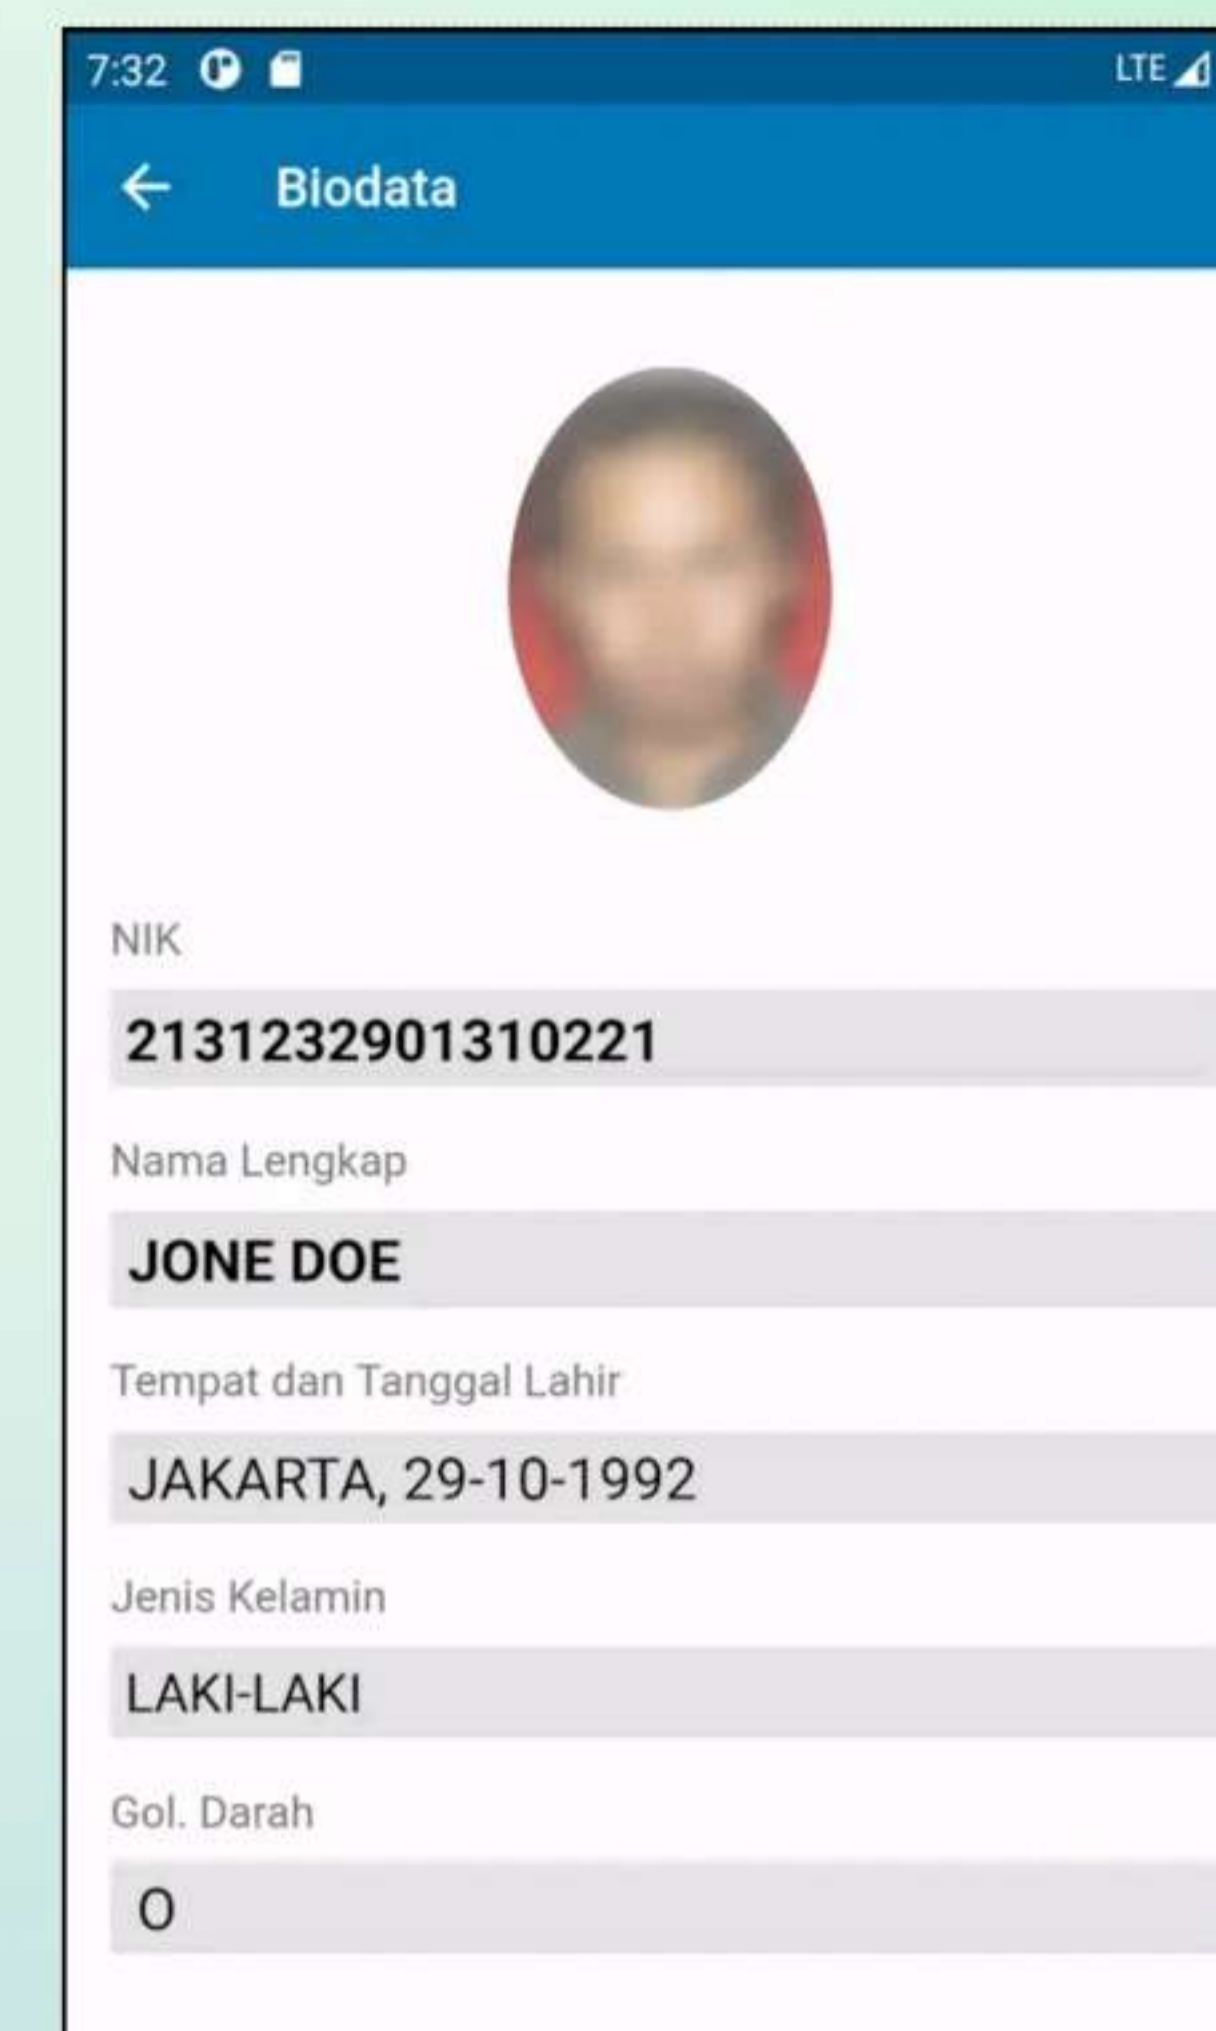 7:32 LTE
Biodata
NIK
2131232901310221
Nama Lengkap
JONE DOE
Tempat dan Tanggal Lahir
JAKARTA, 29-10-1992
Jenis Kelamin
LAKI-LAKI
Gol. Darah
O